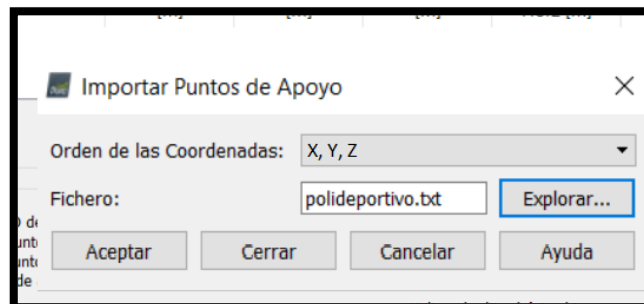 Importar Puntos de Apoyo
Orden de las Coordenadas: X, Y, Z
Fichero: polideportivo.txt Explorar...
Aceptar Cerrar Cancelar Ayuda